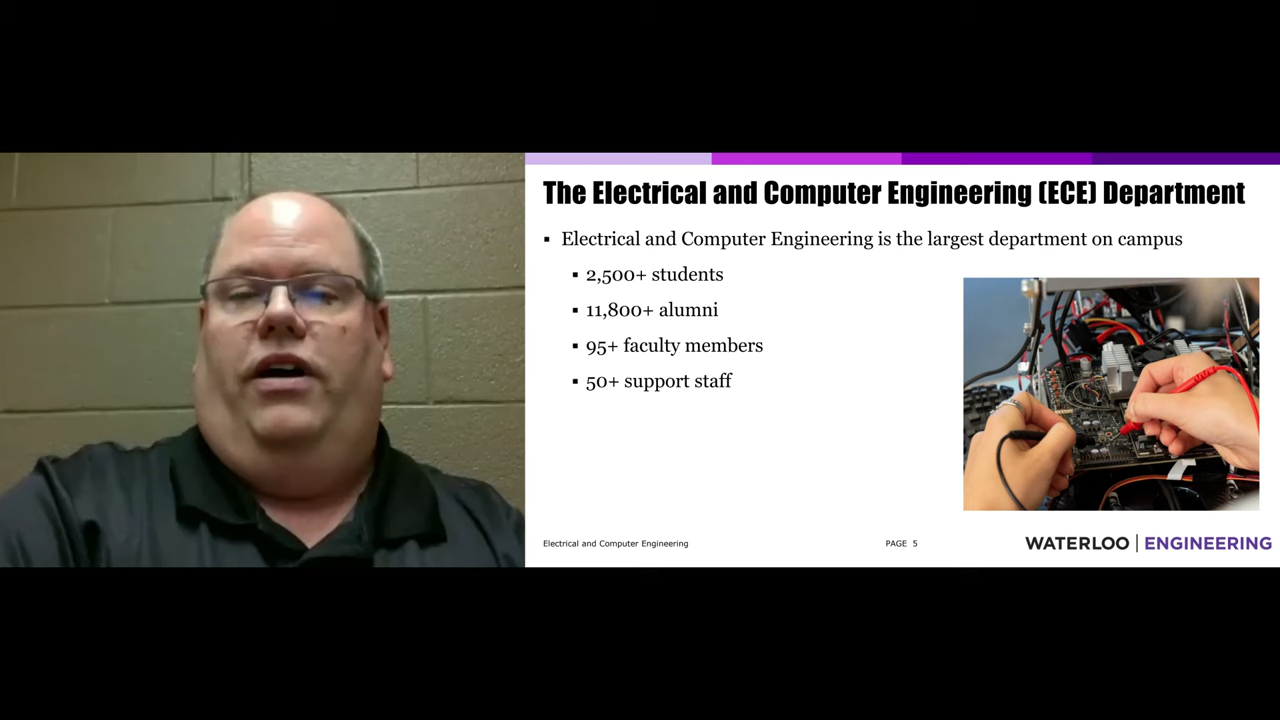 The Electrical and Computer Engineering (ECE) Department
▪ Electrical and Computer Engineering is the largest department on campus
▪ 2,500+ students
▪ 11,800+ alumni
▪ 95+ faculty members
▪ 50+ support staff
Electrical and Computer Engineering
PAGE 5
WATERLOO | ENGINEERING